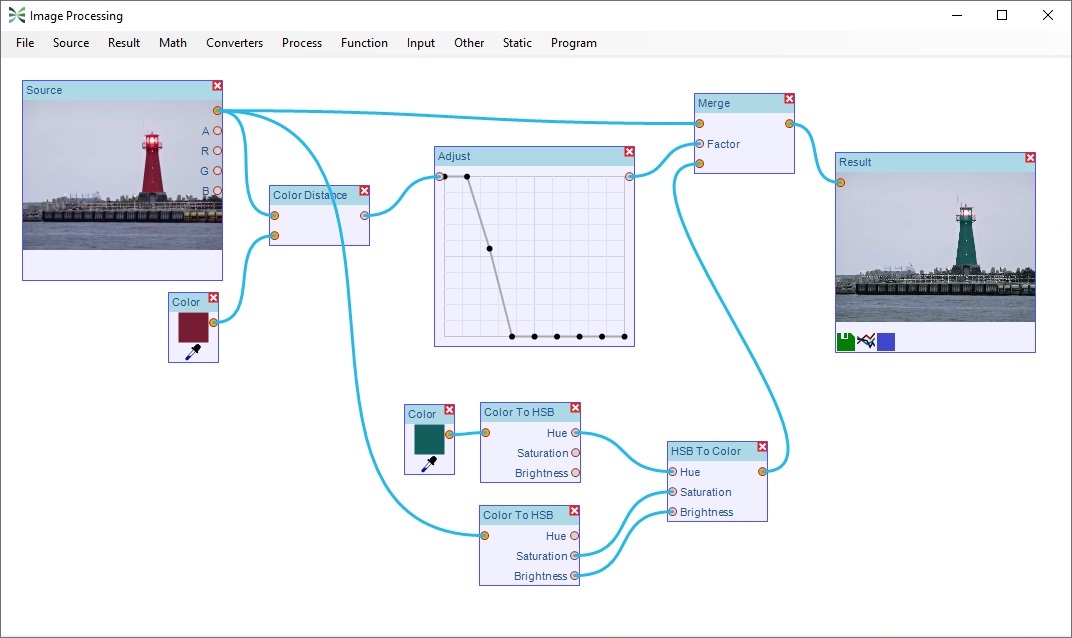 Image Processing
File Source Result Math Converters Process Function Input Other Static Program
Source
A
R
G
B
Color Distance
Color
Adjust
Merge
Factor
Result
Color
Color To HSB
Hue
Saturation
Brightness
HSB To Color
Hue
Saturation
Brightness
Color To HSB
Hue
Saturation
Brightness